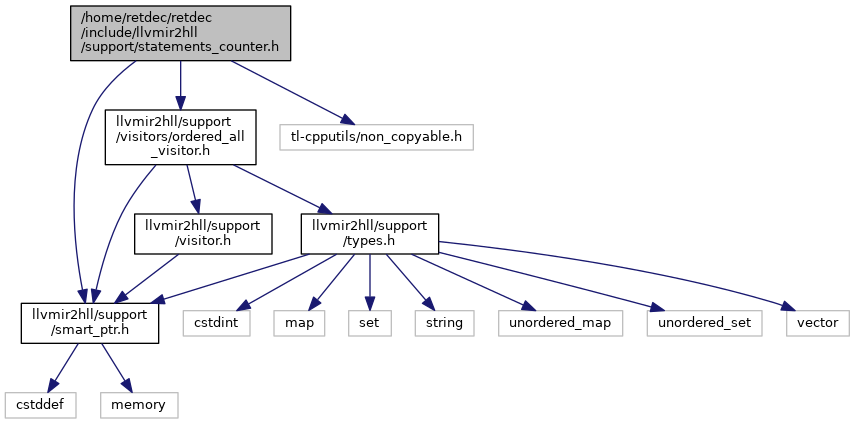 /home/retdec/retdec
/include/llvmir2hll
/support/statements_counter.h
llvmir2hll/support
/visitors/ordered_all
_visitor.h
tl-cpputils/non_copyable.h
llvmir2hll/support
/visitor.h
llvmir2hll/support
/types.h
llvmir2hll/support
/smart_ptr.h
cstdint
map
set
string
unordered_map
unordered_set
vector
cstddef
memory